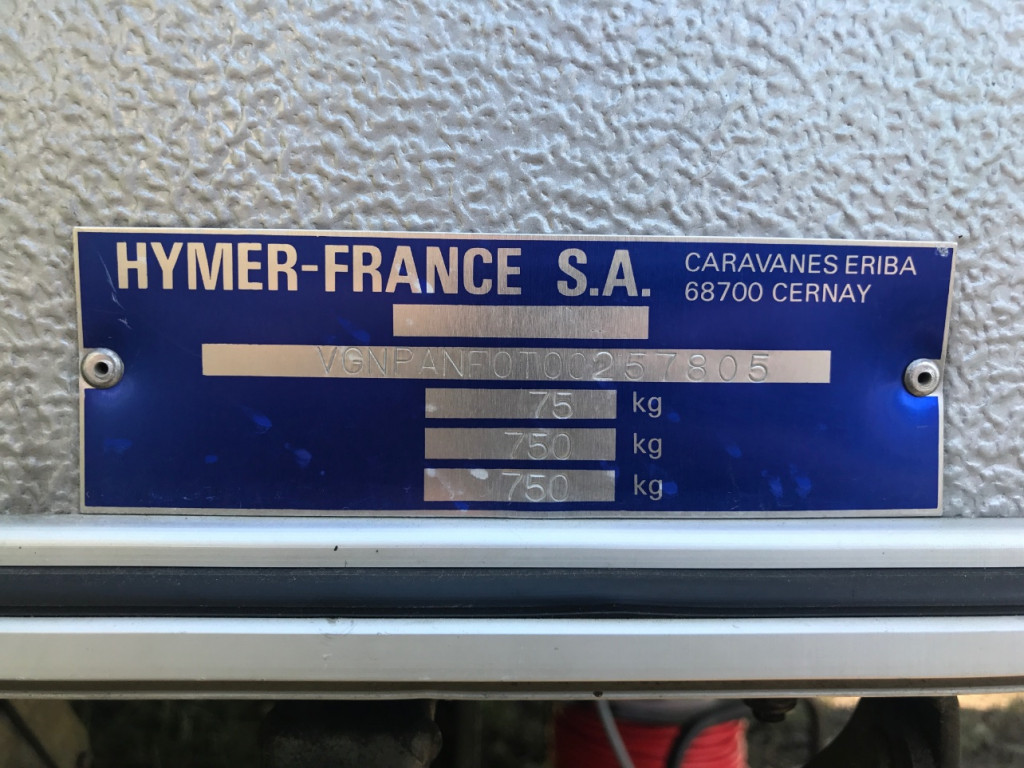 HYMER-FRANCE S.A.
CARAVANES ERIBA
68700 CERNAY
VGNPANF0T00257805
75 kg
750 kg
750 kg